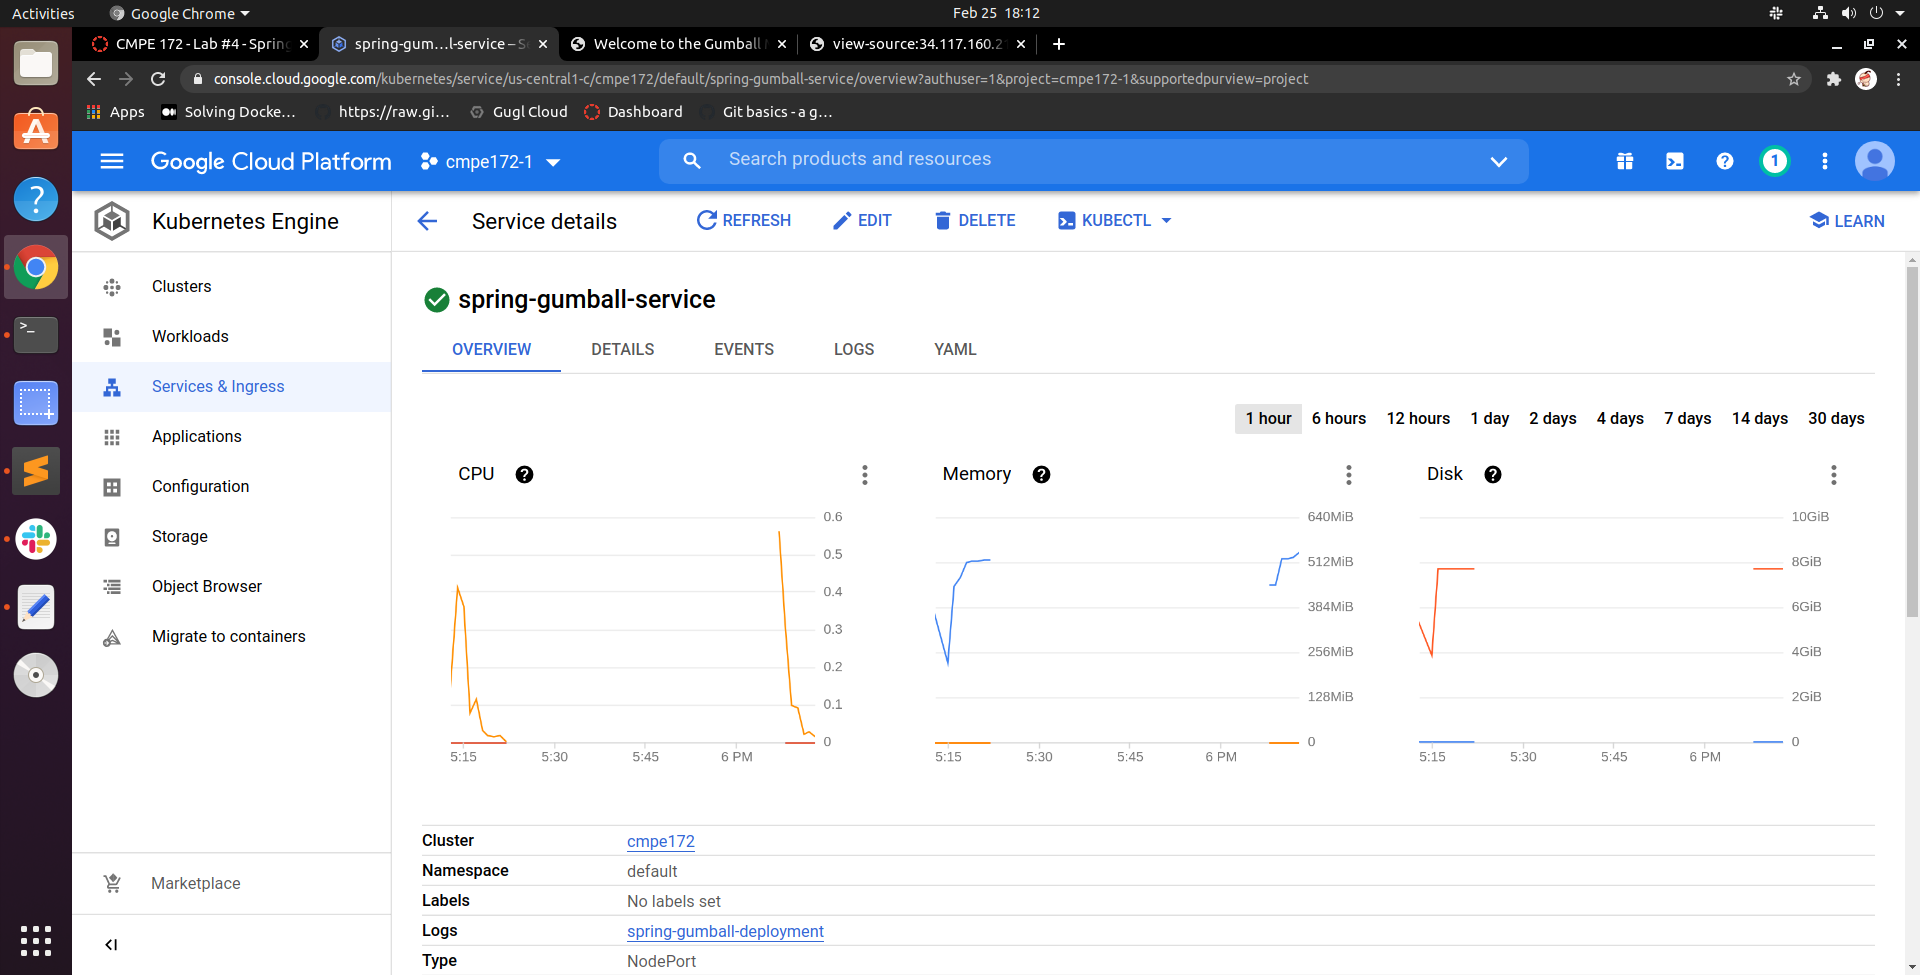 Activities
Google Chrome
Feb 25 18:12
CMPE 172 - Lab #4 - Spring
spring-gum…l-service – S
Welcome to the Gumball
view-source:34.117.160.2
console.cloud.google.com/kubernetes/service/us-central1-c/cmpe172/default/spring-gumball-service/overview?authuser=1&project=cmpe172-1&supportedpurview=project
Apps
Solving Docke...
https://raw.gi...
Gugl Cloud
Dashboard
Git basics - a g...
Google Cloud Platform
cmpe172-1
Search products and resources
1
Kubernetes Engine
Service details
REFRESH
EDIT
DELETE
KUBECTL
LEARN
Clusters
Workloads
Services & Ingress
Applications
Configuration
Storage
Object Browser
Migrate to containers
Marketplace
spring-gumball-service
OVERVIEW
DETAILS
EVENTS
LOGS
YAML
1 hour
6 hours
12 hours
1 day
2 days
4 days
7 days
14 days
30 days
CPU
0.6
0.5
0.4
0.3
0.2
0.1
0
5:15
5:30
5:45
6 PM
Memory
640MiB
512MiB
384MiB
256MiB
128MiB
0
5:15
5:30
5:45
6 PM
Disk
10GiB
8GiB
6GiB
4GiB
2GiB
0
5:15
5:30
5:45
6 PM
Cluster cmpe172
Namespace default
Labels No labels set
Logs spring-gumball-deployment
Type NodePort